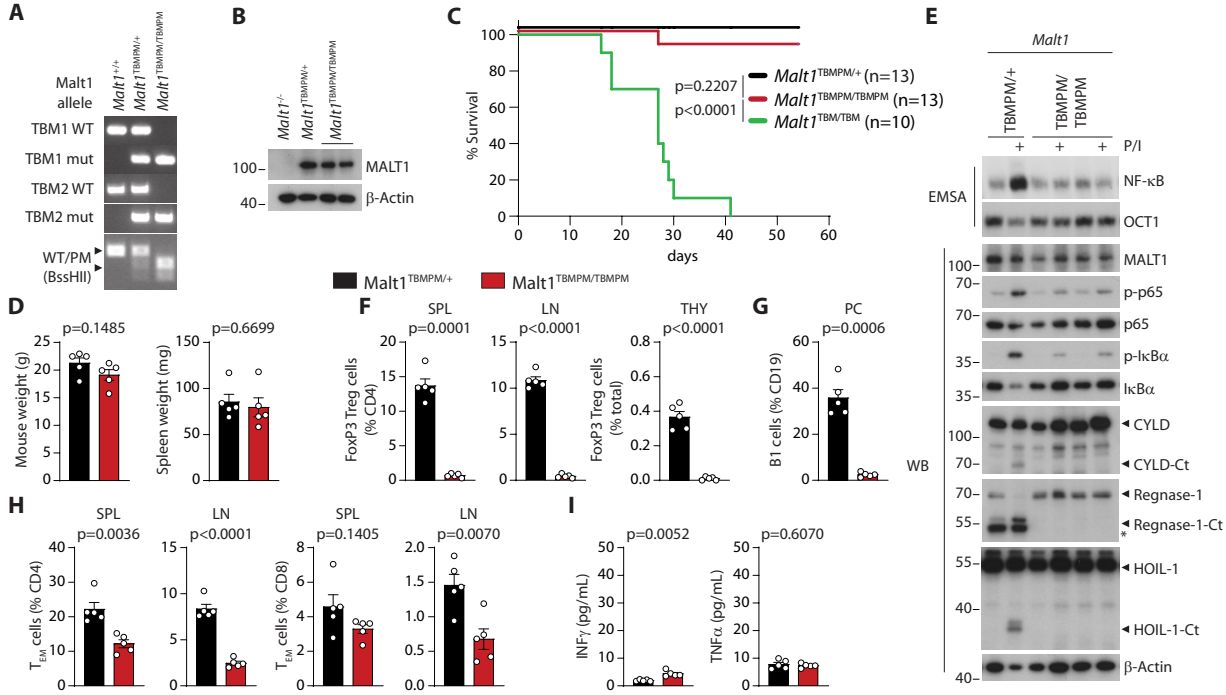 A
Malt1
allele
Malt1+/+
Malt1TBMPM/+
Malt1TBMPM/TBMPM
TBM1 WT
TBM1 mut
TBM2 WT
TBM2 mut
WT/PM
(BssHII)
B
Malt1-/-
Malt1TBMPM/+
Malt1TBMPM/TBMPM
100
40
MALT1
β-Actin
C
% Survival
100
80
60
40
20
0
0 10 20 30 40 50 60
days
p=0.2207
p<0.0001
Malt1TBMPM/+ (n=13)
Malt1TBMPM/TBMPM (n=13)
Malt1TBM/TBM (n=10)
Malt1TBMPM/+
Malt1TBMPM/TBMPM
D
p=0.1485
Mouse weight (g)
25
20
15
10
5
0
p=0.6699
Spleen weight (mg)
150
100
50
0
F
SPL
p=0.0001
FoxP3 Treg cells
(% CD4)
20
15
10
5
0
LN
p<0.0001
15
10
5
0
THY
p<0.0001
FoxP3 Treg cells
(% total)
0.8
0.6
0.4
0.2
0
G
PC
p=0.0006
B1 cells (% CD19)
60
40
20
0
H
SPL
p=0.0036
TEM cells (% CD4)
40
30
20
10
0
LN
p<0.0001
15
10
5
0
SPL
p=0.1405
TEM cells (% CD8)
8
6
4
2
0
LN
p=0.0070
2.0
1.5
1.0
0.5
0
I
p=0.0052
INFγ (pg/mL)
50
40
30
20
10
0
p=0.6070
TNFα (pg/mL)
50
40
30
20
10
0
E
Malt1
TBMPM/+
TBMPM/
TBMPM
+ + + P/I
EMSA
NF-κB
OCT1
WB
100
MALT1
70
p-p65
55
70
p65
55
p-IκBα
35
IκBα
35
CYLD
100
70
CYLD-Ct
70
Regnase-1
55
Regnase-1-Ct
*
55
HOIL-1
40
HOIL-1-Ct
β-Actin
40